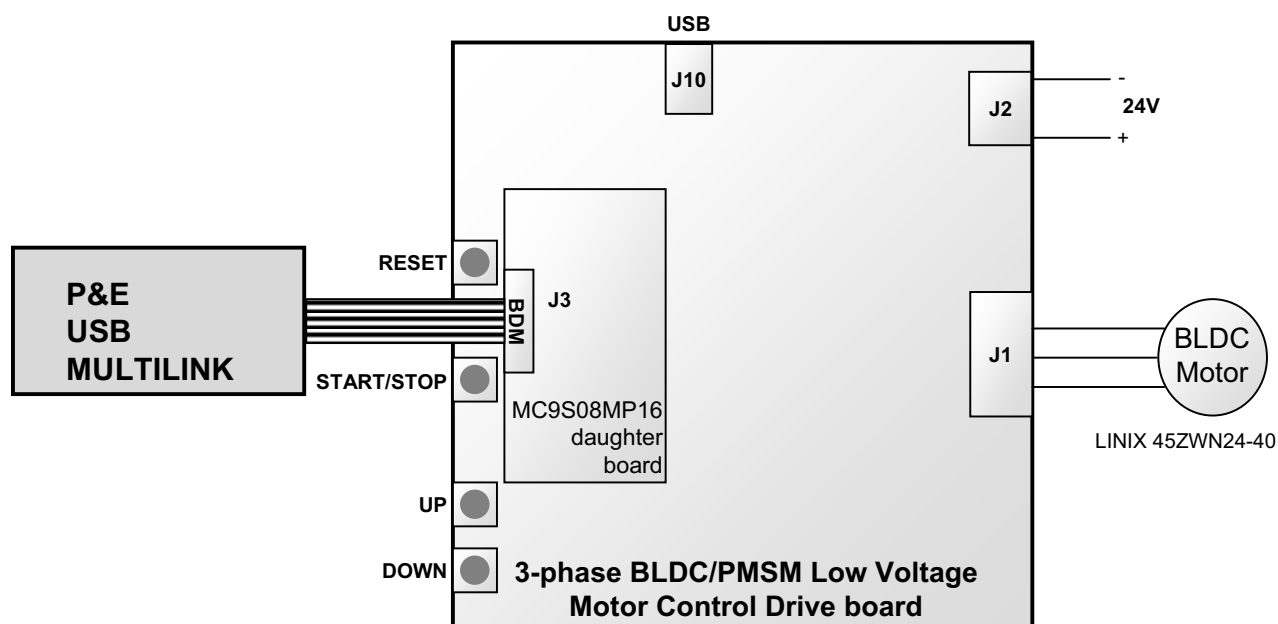 USB
J10
J2
-
24V
+
RESET
P&E
USB
MULTILINK
BDM
J3
START/STOP
MC9S08MP16
daughter
board
J1
BLDC
Motor
LINIX 45ZWN24-40
UP
DOWN
3-phase BLDC/PMSM Low Voltage
Motor Control Drive board